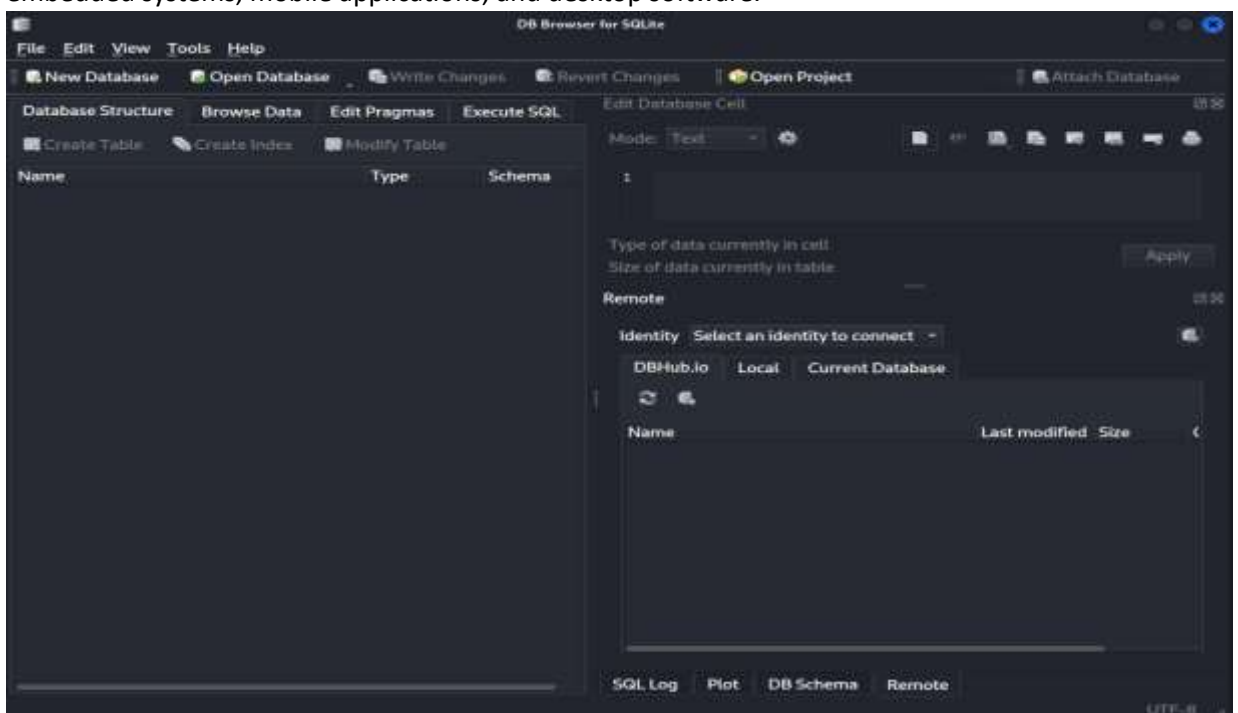 embedded systems, mobile applications, and desktop software.
DB Browser for SQLite
File Edit View Tools Help
New Database Open Database Write Changes Revert Changes Open Project Attach Database
Database Structure Browse Data Edit Pragmas Execute SQL
Create Table Create Index Modify Table
Name Type Schema
Edit Database Cell
Mode: Text
1
Type of data currently in cell
Size of data currently in table
Apply
Remote
Identity Select an identity to connect
DBHub.io Local Current Database
Name Last modified Size
SQL Log Plot DB Schema Remote
UTF-8